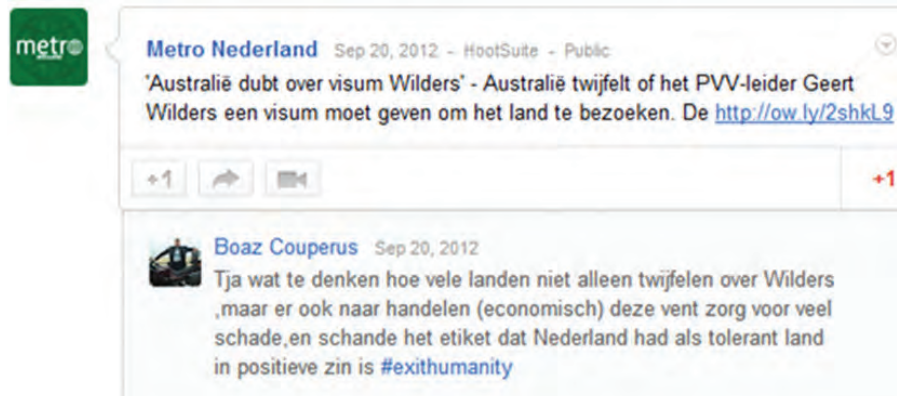 metro
Metro Nederland Sep 20, 2012 - HootSuite - Public
'Australië dubt over visum Wilders' - Australië twijfelt of het PVV-leider Geert
Wilders een visum moet geven om het land te bezoeken. De http://ow.ly/2shkL9
+1
+1
Boaz Couperus Sep 20, 2012
Tja wat te denken hoe vele landen niet alleen twijfelen over Wilders
,maar er ook naar handelen (economisch) deze vent zorg voor veel
schade,en schande het etiket dat Nederland had als tolerant land
in positieve zin is #exithumanity